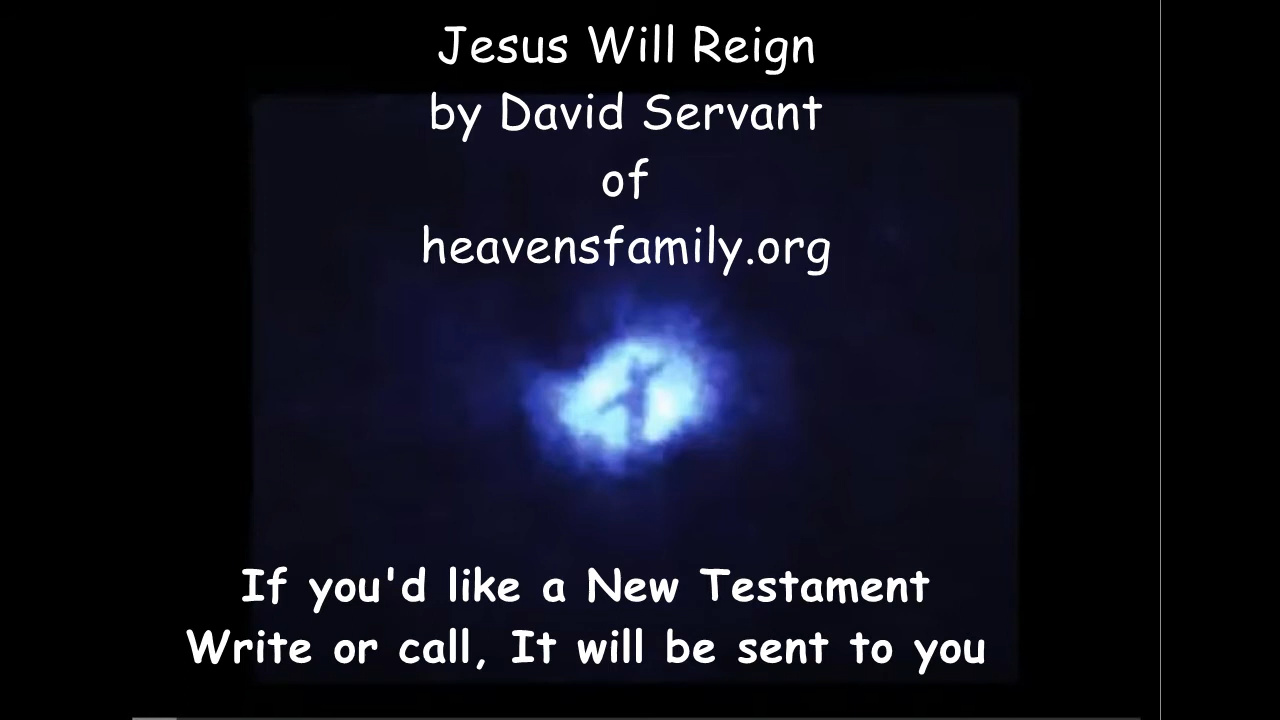 Jesus Will Reign
by David Servant
of
heavensfamily.org
If you'd like a New Testament
Write or call, It will be sent to you